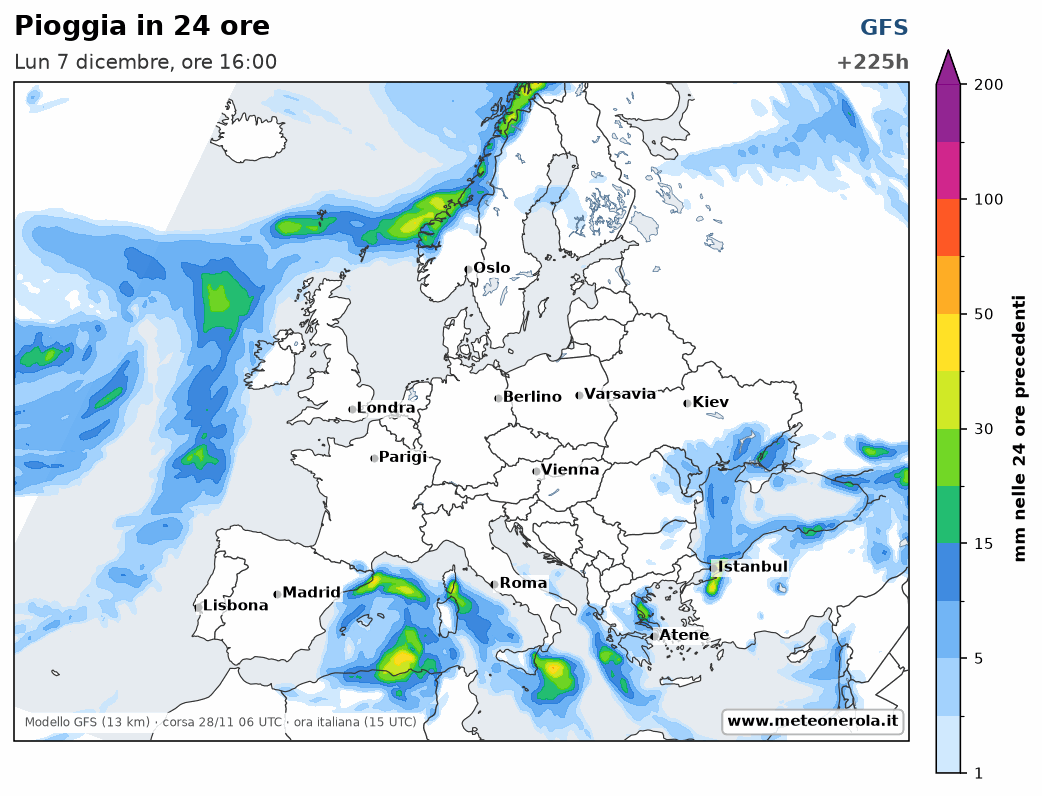 Pioggia in 24 ore
GFS
Lun 7 dicembre, ore 16:00
+225h
200
100
50
30
15
5
1
mm nelle 24 ore precedenti
Oslo
Berlino
Varsavia
Kiev
Londra
Parigi
Vienna
Istanbul
Roma
Madrid
Lisbona
Atene
Modello GFS (13 km) · corsa 28/11 06 UTC · ora italiana (15 UTC)
www.meteonerola.it